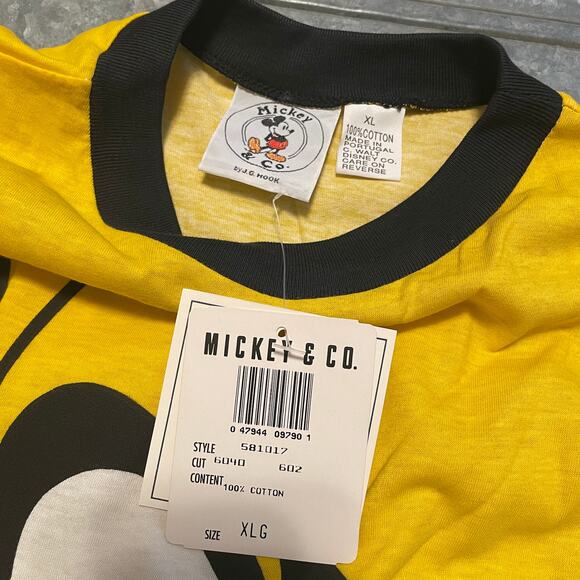 Mickey
& CO.
by J.G. HOOK
XL
100%COTTON
MADE IN
PORTUGAL
C. WALT
DISNEY CO.
CARE ON
REVERSE
MICKEY & CO.
0 47944 09790 1
STYLE 581017
CUT 6040 602
CONTENT 100% COTTON
SIZE XLG